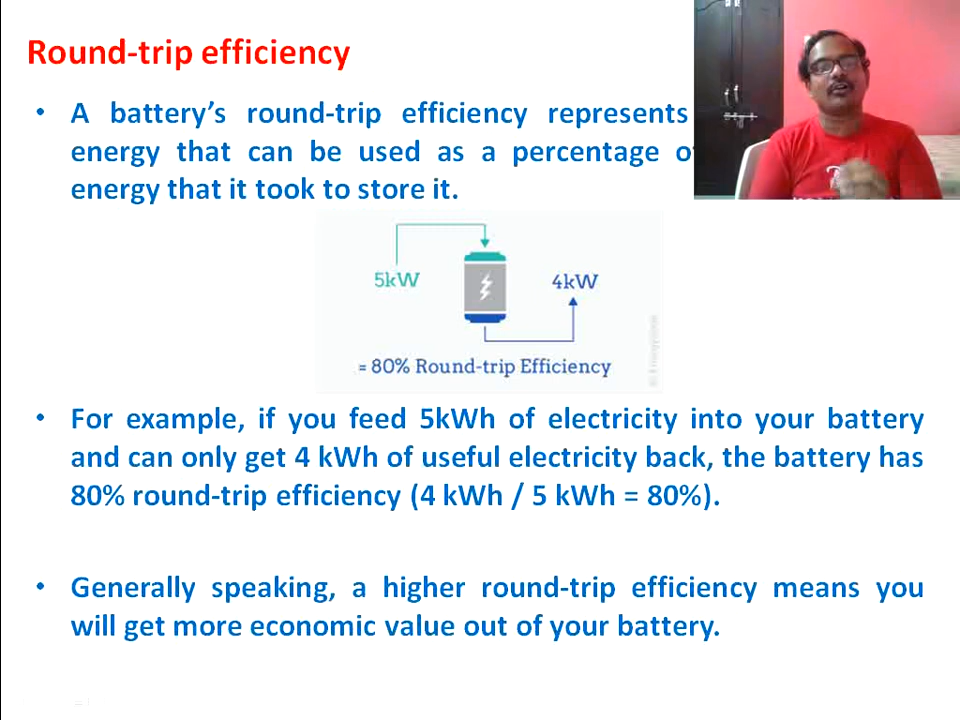 Round-trip efficiency
• A battery’s round-trip efficiency represents
energy that can be used as a percentage
energy that it took to store it.
5kW
4kW
= 80% Round-trip Efficiency
• For example, if you feed 5kWh of electricity into your battery
and can only get 4 kWh of useful electricity back, the battery has
80% round-trip efficiency (4 kWh / 5 kWh = 80%).
• Generally speaking, a higher round-trip efficiency means you
will get more economic value out of your battery.